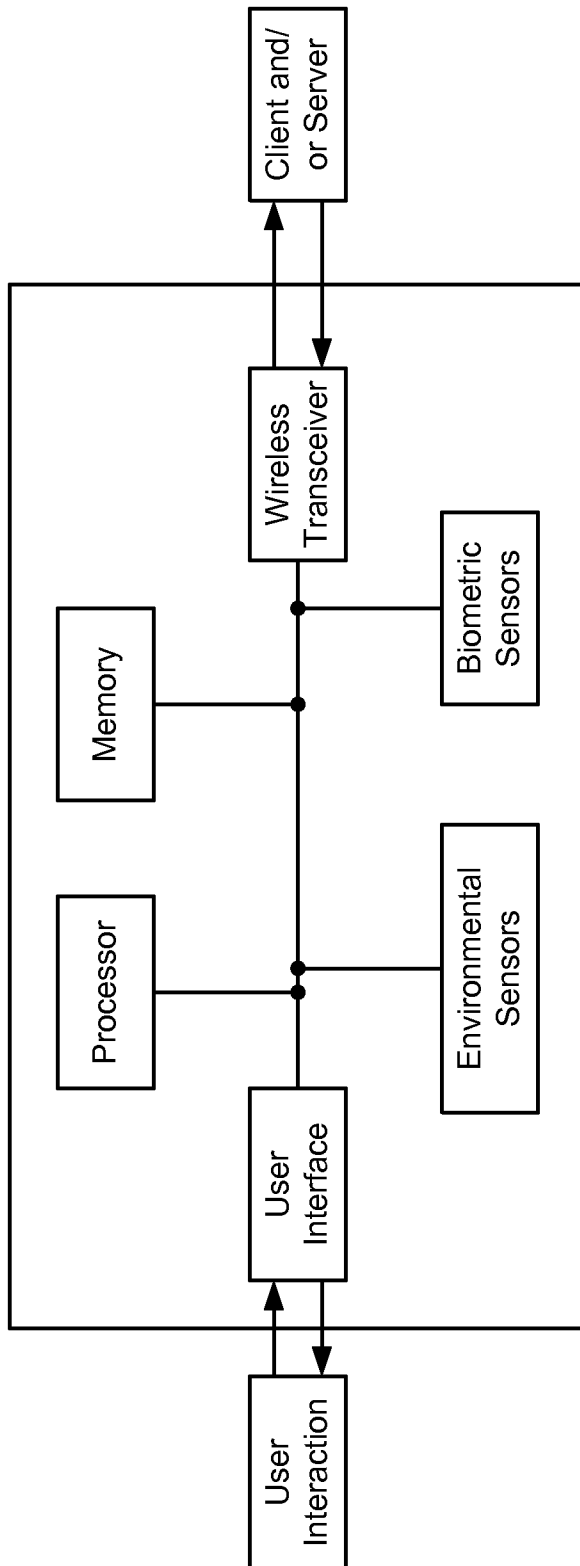 Processor
Memory
User
Interaction
User
Interface
Wireless
Transceiver
Client and/
or Server
Environmental
Sensors
Biometric
Sensors